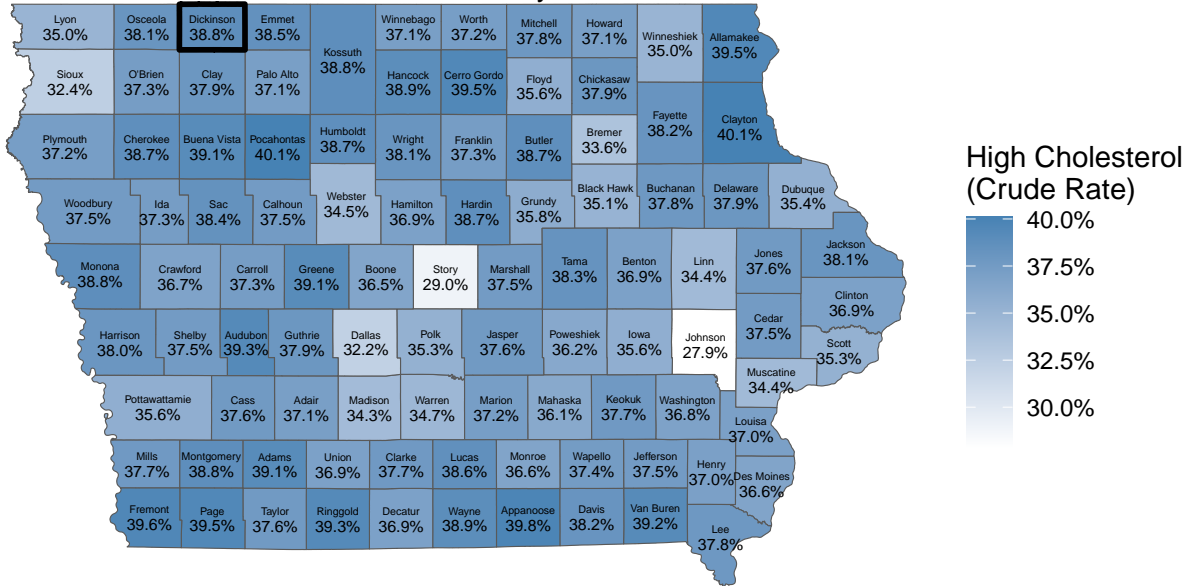 Lyon
35.0%
Osceola
38.1%
Dickinson
38.8%
Emmet
38.5%
Kossuth
38.8%
Winnebago
37.1%
Worth
37.2%
Mitchell
37.8%
Howard
37.1%
Winneshiek
35.0%
Allamakee
39.5%
Sioux
32.4%
O'Brien
37.3%
Clay
37.9%
Palo Alto
37.1%
Hancock
38.9%
Cerro Gordo
39.5%
Floyd
35.6%
Chickasaw
37.9%
Fayette
38.2%
Clayton
40.1%
Plymouth
37.2%
Cherokee
38.7%
Buena Vista
39.1%
Pocahontas
40.1%
Humboldt
38.7%
Wright
38.1%
Franklin
37.3%
Butler
38.7%
Bremer
33.6%
Woodbury
37.5%
Ida
37.3%
Sac
38.4%
Calhoun
37.5%
Webster
34.5%
Hamilton
36.9%
Hardin
38.7%
Grundy
35.8%
Black Hawk
35.1%
Buchanan
37.8%
Delaware
37.9%
Dubuque
35.4%
Monona
38.8%
Crawford
36.7%
Carroll
37.3%
Greene
39.1%
Boone
36.5%
Story
29.0%
Marshall
37.5%
Tama
38.3%
Benton
36.9%
Linn
34.4%
Jones
37.6%
Jackson
38.1%
Clinton
36.9%
Harrison
38.0%
Shelby
37.5%
Audubon
39.3%
Guthrie
37.9%
Dallas
32.2%
Polk
35.3%
Jasper
37.6%
Poweshiek
36.2%
Iowa
35.6%
Johnson
27.9%
Cedar
37.5%
Scott
35.3%
Muscatine
34.4%
Pottawattamie
35.6%
Cass
37.6%
Adair
37.1%
Madison
34.3%
Warren
34.7%
Marion
37.2%
Mahaska
36.1%
Keokuk
37.7%
Washington
36.8%
Louisa
37.0%
Mills
37.7%
Montgomery
38.8%
Adams
39.1%
Union
36.9%
Clarke
37.7%
Lucas
38.6%
Monroe
36.6%
Wapello
37.4%
Jefferson
37.5%
Henry
37.0%
Des Moines
36.6%
Fremont
39.6%
Page
39.5%
Taylor
37.6%
Ringgold
39.3%
Decatur
36.9%
Wayne
38.9%
Appanoose
39.8%
Davis
38.2%
Van Buren
39.2%
Lee
37.8%
High Cholesterol
(Crude Rate)
40.0%
37.5%
35.0%
32.5%
30.0%